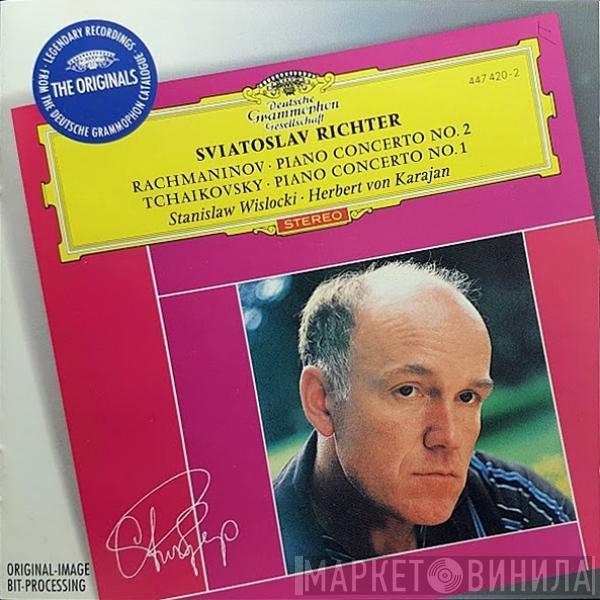 LEGENDARY RECORDINGS · FROM THE DEUTSCHE GRAMMOPHON CATALOGUE ·
THE ORIGINALS
447 420-2
Deutsche
Grammophon
Gesellschaft
SVIATOSLAV RICHTER
RACHMANINOV · PIANO CONCERTO NO. 2
TCHAIKOVSKY · PIANO CONCERTO NO. 1
Stanislaw Wislocki · Herbert von Karajan
STEREO
ORIGINAL-IMAGE
BIT-PROCESSING
МАРКЕТ ВИНИЛА